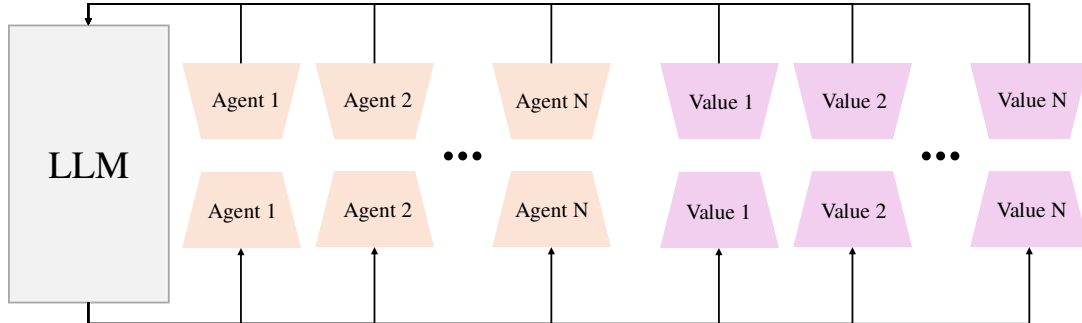 LLM
Agent 1
Agent 2
Agent N
Value 1
Value 2
Value N
Agent 1
Agent 2
Agent N
Value 1
Value 2
Value N